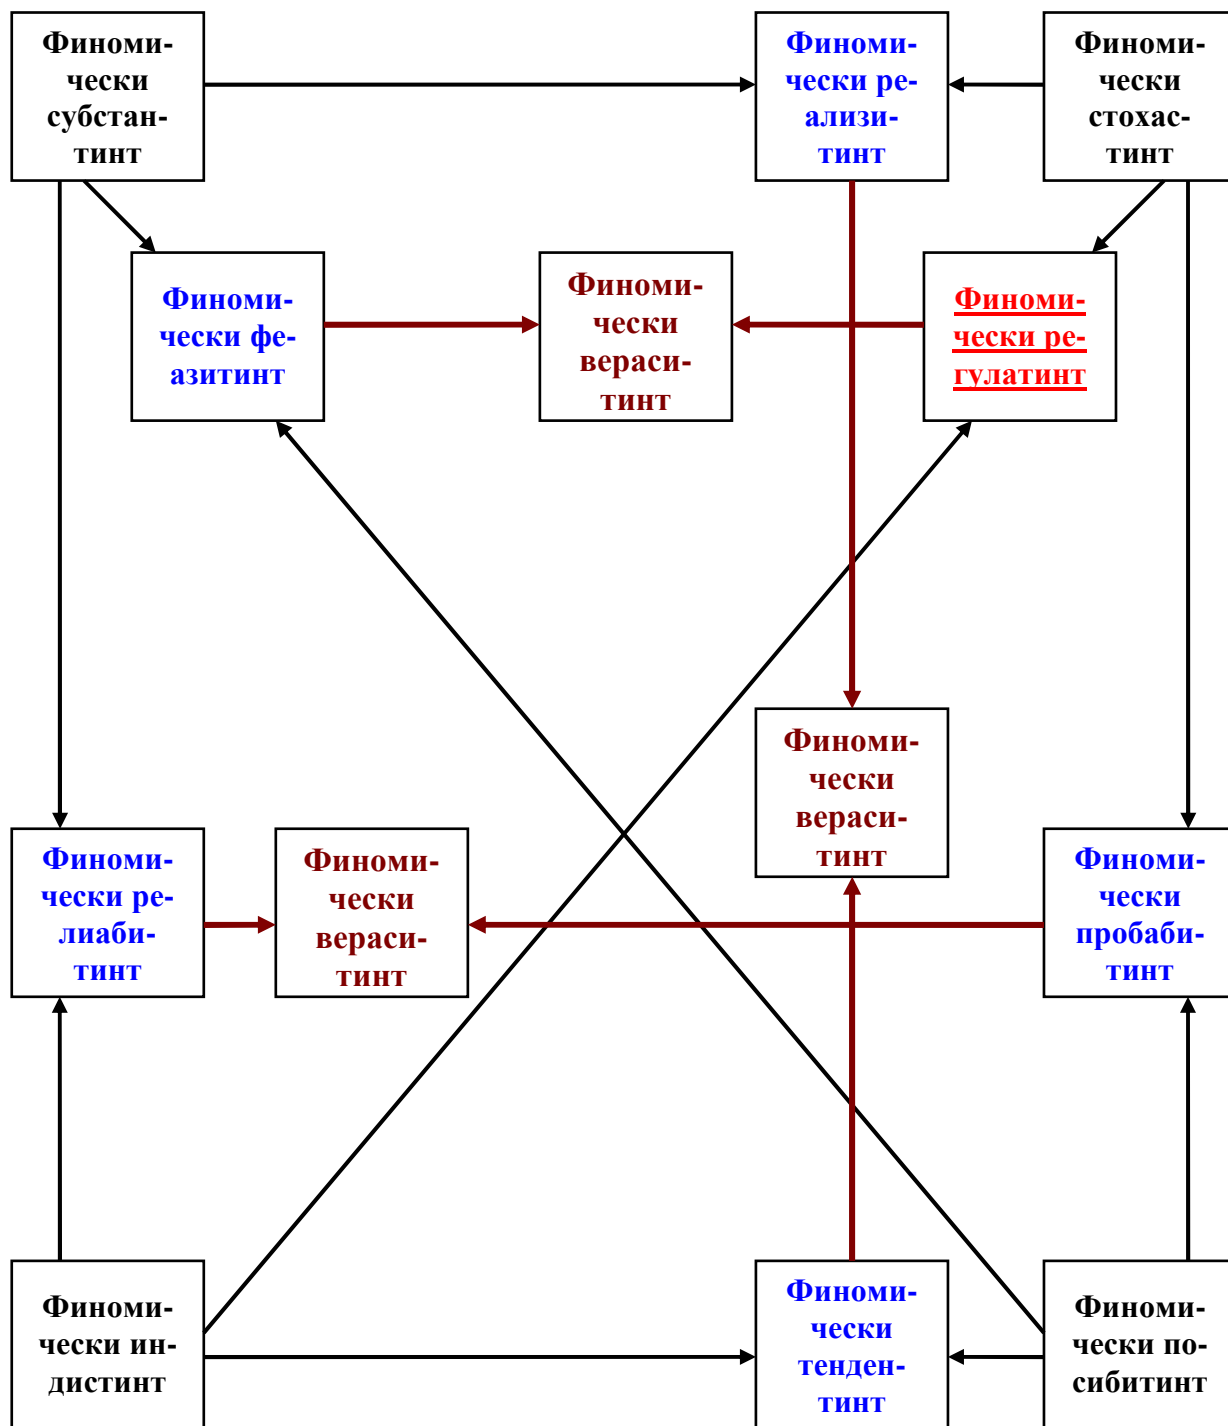 Финоми-
чески
субстан-
тинт
Финоми-
чески ре-
ализи-
тинт
Финоми-
чески
стохас-
тинт
Финоми-
чески фе-
азитинт
Финоми-
чески
вераси-
тинт
Финоми-
чески ре-
гулатинт
Финоми-
чески
вераси-
тинт
Финоми-
чески ре-
лиаби-
тинт
Финоми-
чески
вераси-
тинт
Финоми-
чески
пробаби-
тинт
Финоми-
чески ин-
дистинт
Финоми-
чески
тенден-
тинт
Финоми-
чески по-
сибитинт